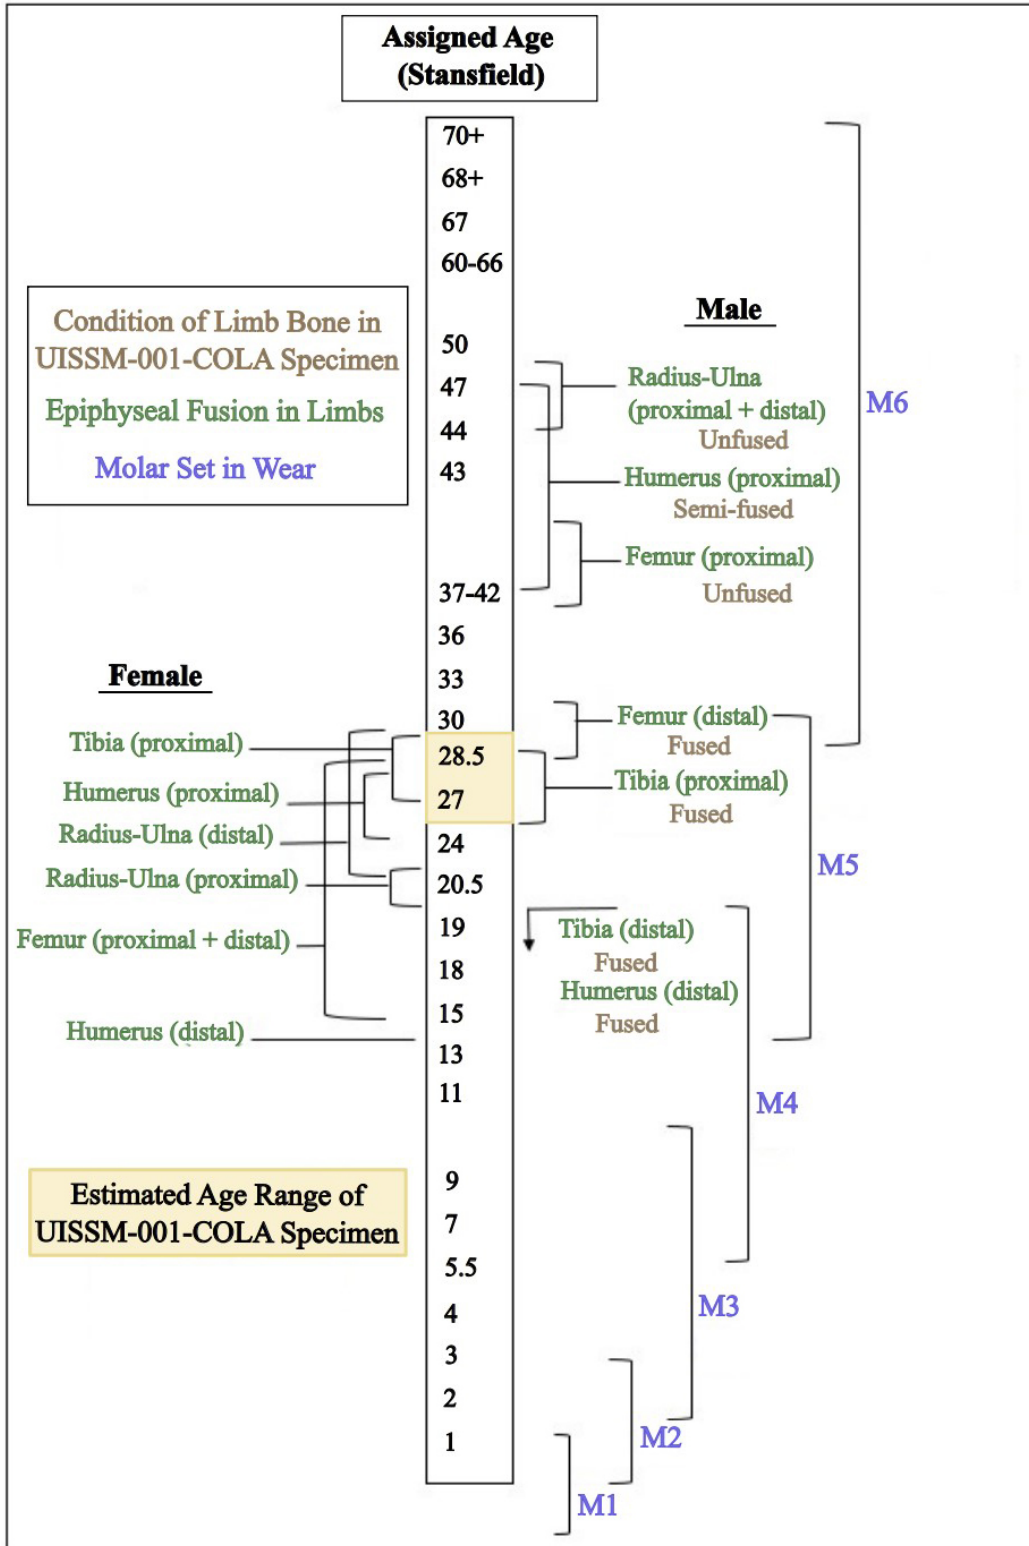 Assigned Age
(Stansfield)
70+
68+
67
60-66
50
47
44
43
37-42
36
33
30
28.5
27
24
20.5
19
18
15
13
11
9
7
5.5
4
3
2
1
Condition of Limb Bone in
UISSM-001-COLA Specimen
Epiphyseal Fusion in Limbs
Molar Set in Wear
Male
Radius-Ulna
(proximal + distal)
Unfused
Humerus (proximal)
Semi-fused
Femur (proximal)
Unfused
Femur (distal)
Fused
Tibia (proximal)
Fused
Tibia (distal)
Fused
Humerus (distal)
Fused
Female
Tibia (proximal)
Humerus (proximal)
Radius-Ulna (distal)
Radius-Ulna (proximal)
Femur (proximal + distal)
Humerus (distal)
Estimated Age Range of
UISSM-001-COLA Specimen
M6
M5
M4
M3
M2
M1